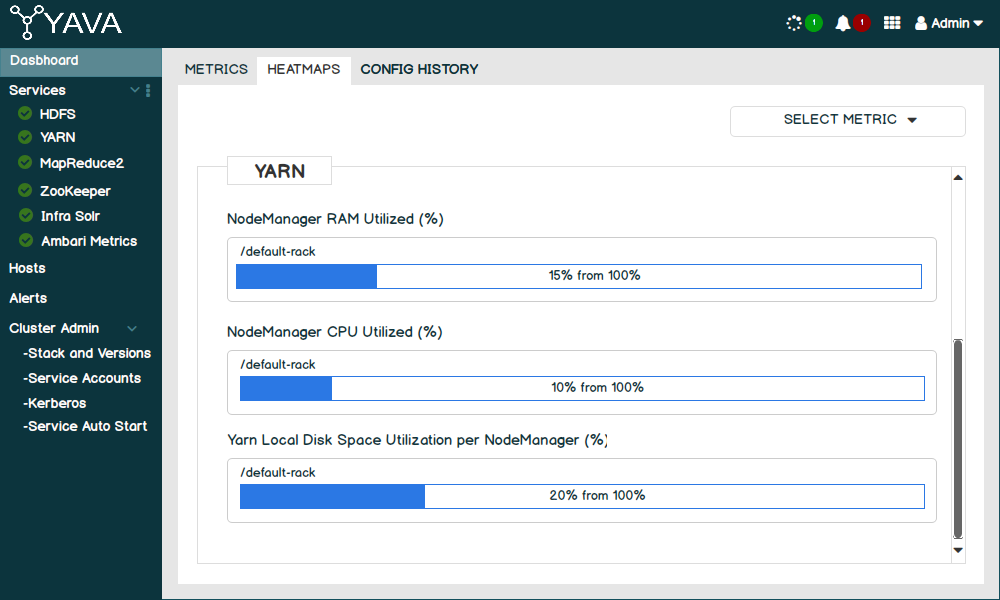 YAVA
1
1
Admin
Dasbhoard
Services
HDFS
YARN
MapReduce2
ZooKeeper
Infra Solr
Ambari Metrics
Hosts
Alerts
Cluster Admin
-Stack and Versions
-Service Accounts
-Kerberos
-Service Auto Start
METRICS HEATMAPS CONFIG HISTORY
SELECT METRIC
YARN
NodeManager RAM Utilized (%)
/default-rack
15% from 100%
NodeManager CPU Utilized (%)
/default-rack
10% from 100%
Yarn Local Disk Space Utilization per NodeManager (%)
/default-rack
20% from 100%